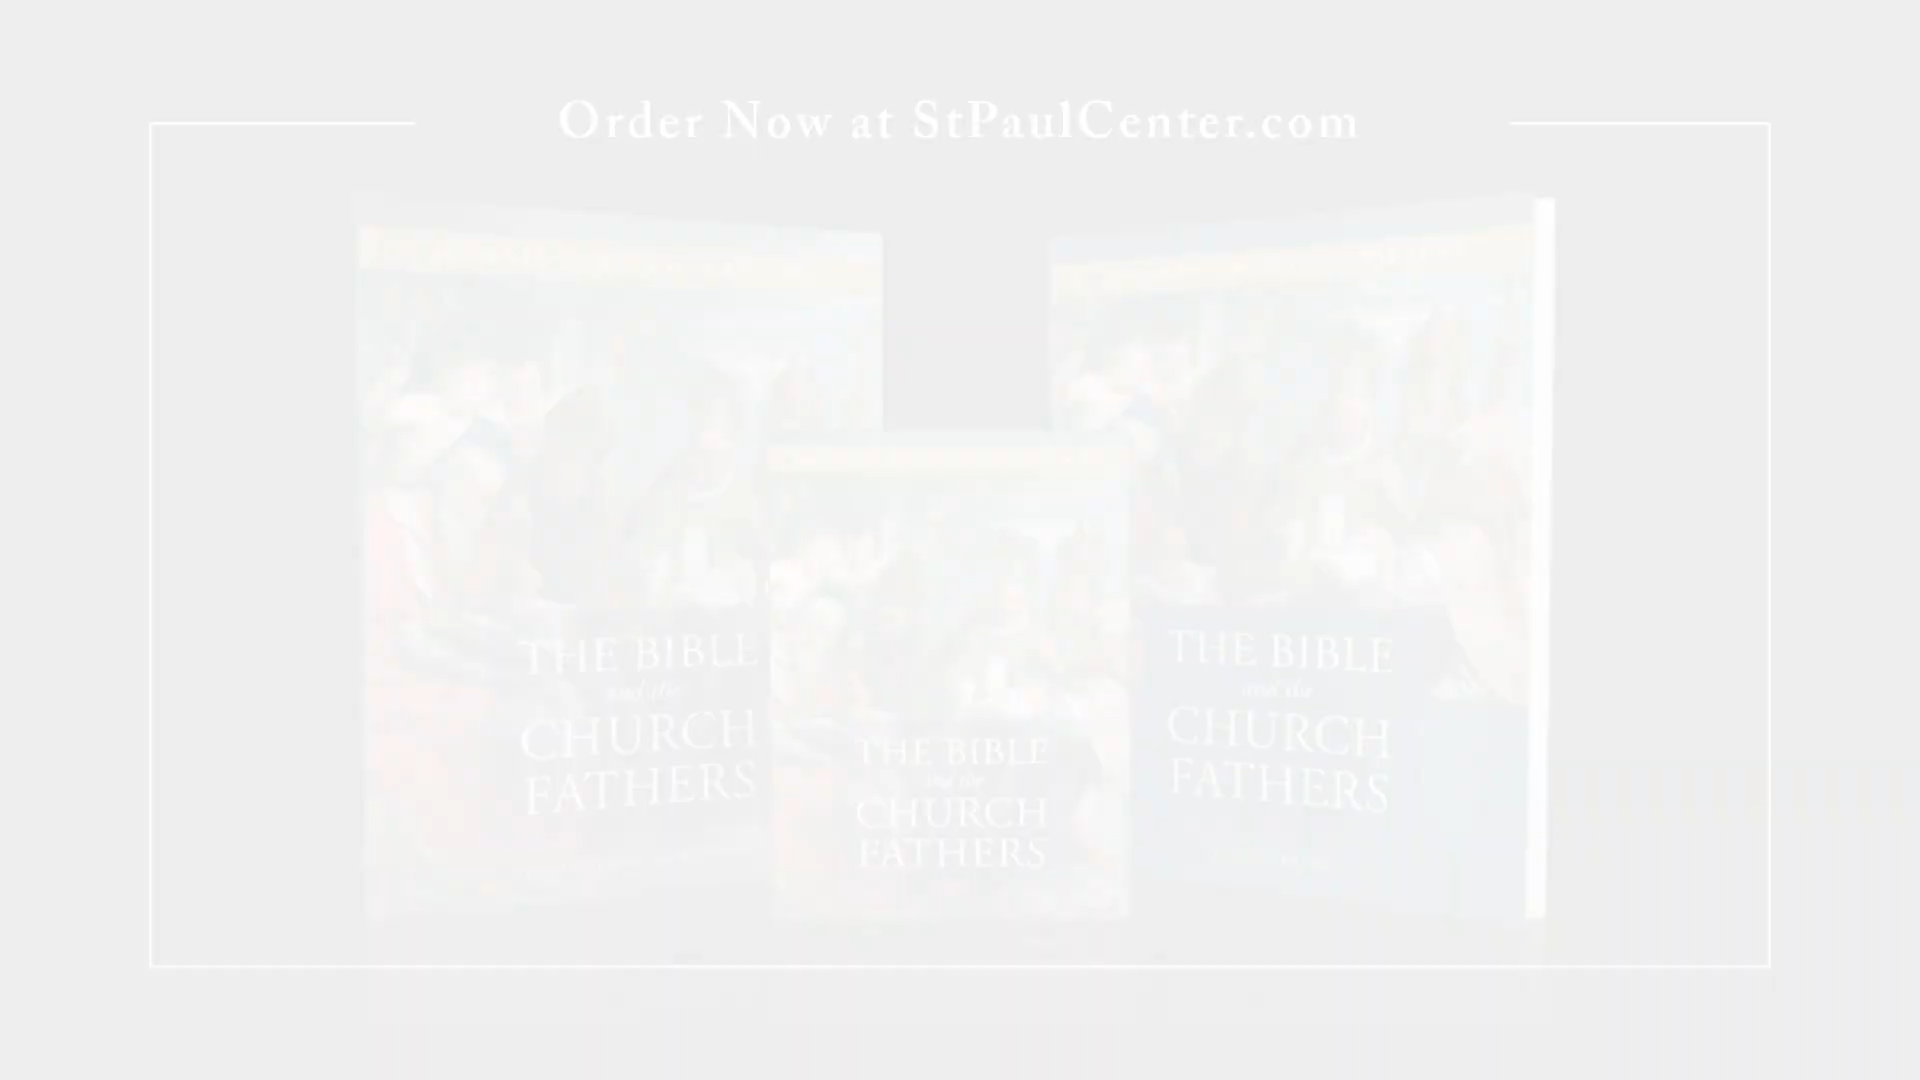 Order Now at StPaulCenter.com
THE BIBLE
and the
CHURCH
FATHERS
THE BIBLE
and the
CHURCH
FATHERS
THE BIBLE
and the
CHURCH
FATHERS